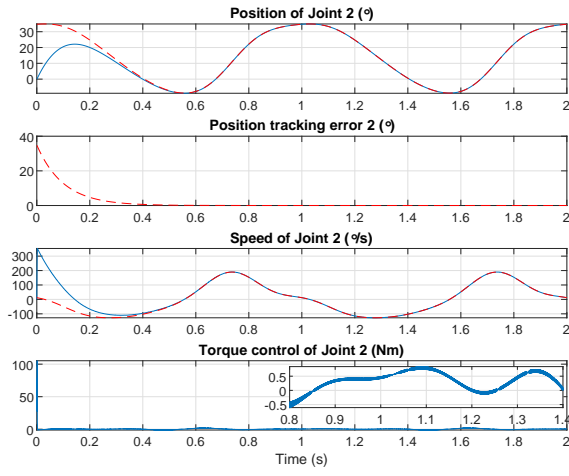 Position of Joint 2 (°)
30
20
10
0
0 0.2 0.4 0.6 0.8 1 1.2 1.4 1.6 1.8 2
Position tracking error 2 (°)
40
20
0
0 0.2 0.4 0.6 0.8 1 1.2 1.4 1.6 1.8 2
Speed of Joint 2 (°/s)
300
200
100
0
-100
0 0.2 0.4 0.6 0.8 1 1.2 1.4 1.6 1.8 2
Torque control of Joint 2 (Nm)
100
50
0
0.5
0
-0.5
0.8 0.9 1 1.1 1.2 1.3 1.4
0 0.2 0.4 0.6 0.8 1 1.2 1.4 1.6 1.8 2
Time (s)